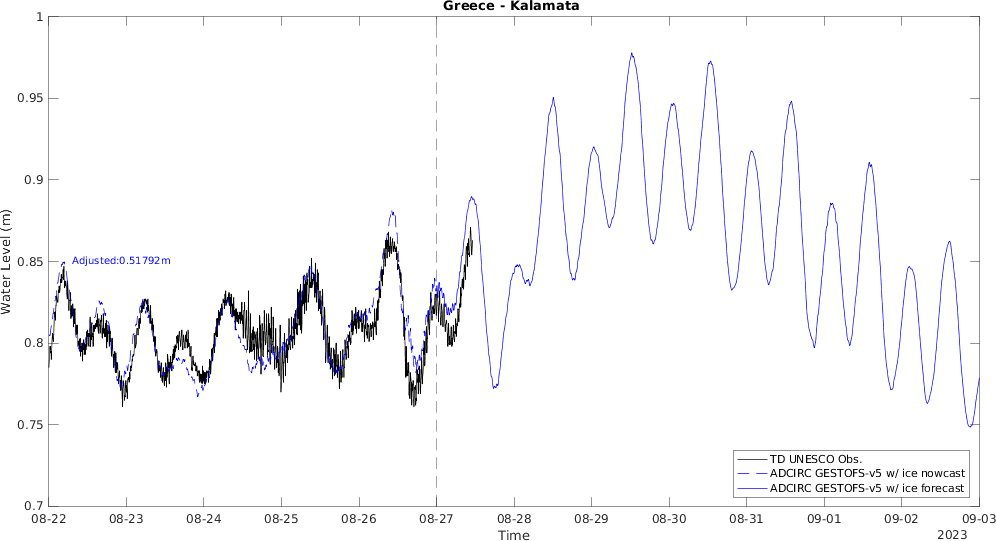 Greece - Kalamata
Water Level (m)
1
0.95
0.9
0.85
0.8
0.75
0.7
Adjusted:0.51792m
TD UNESCO Obs.
ADCIRC GESTOFS-v5 w/ ice nowcast
ADCIRC GESTOFS-v5 w/ ice forecast
08-22 08-23 08-24 08-25 08-26 08-27 08-28 08-29 08-30 08-31 09-01 09-02 09-03
Time
2023